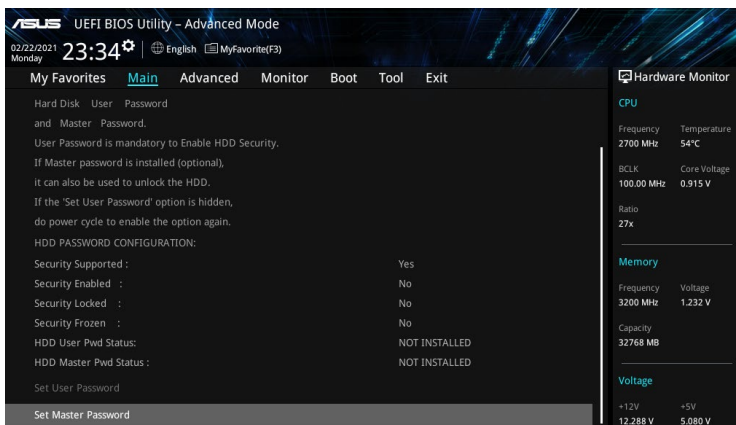 ASUS UEFI BIOS Utility – Advanced Mode
02/22/2021
Monday
23:34
English MyFavorite(F3)
My Favorites Main Advanced Monitor Boot Tool Exit
Hard Disk User Password
and Master Password.
User Password is mandatory to Enable HDD Security.
If Master password is installed (optional),
it can also be used to unlock the HDD.
If the 'Set User Password' option is hidden,
do power cycle to enable the option again.
HDD PASSWORD CONFIGURATION:
Security Supported : Yes
Security Enabled : No
Security Locked : No
Security Frozen : No
HDD User Pwd Status: NOT INSTALLED
HDD Master Pwd Status : NOT INSTALLED
Set User Password
Set Master Password
Hardware Monitor
CPU
Frequency Temperature
2700 MHz 54°C
BCLK Core Voltage
100.00 MHz 0.915 V
Ratio
27x
Memory
Frequency Voltage
3200 MHz 1.232 V
Capacity
32768 MB
Voltage
+12V +5V
12.288 V 5.080 V